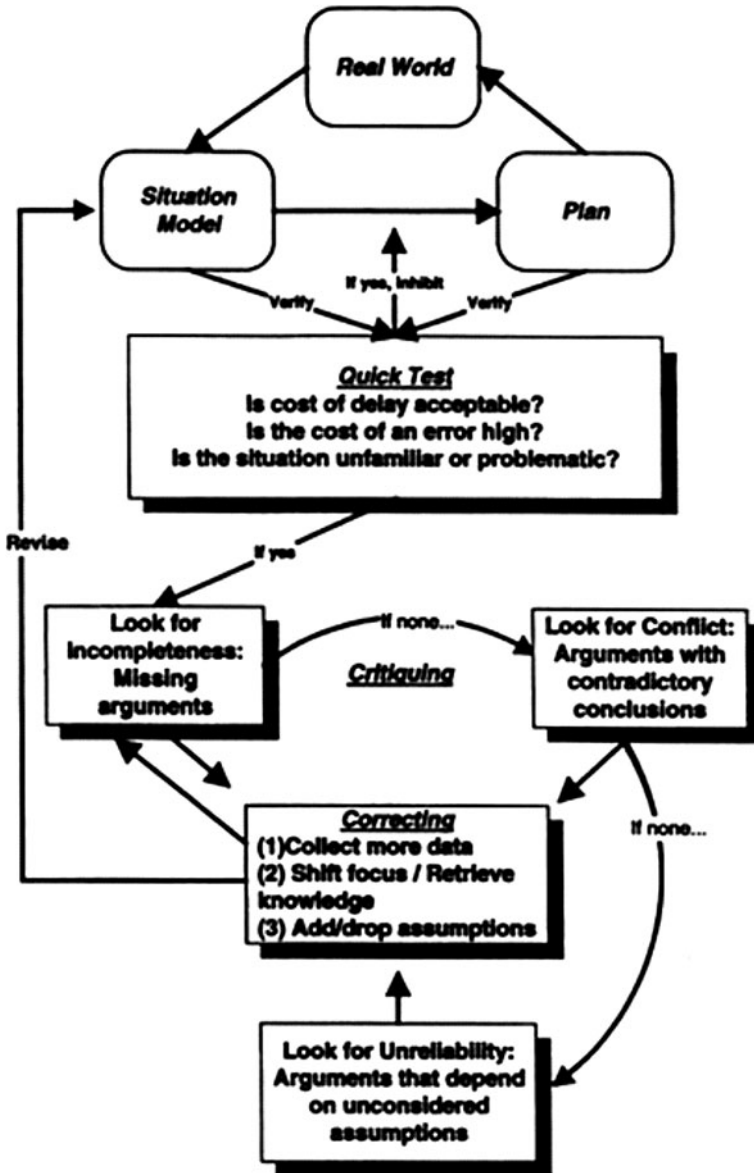 Real World
Situation
Model
Plan
Verify
If yes, inhibit
Verify
Quick Test
Is cost of delay acceptable?
Is the cost of an error high?
Is the situation unfamiliar or problematic?
Revise
If yes
Look for
Incompleteness:
Missing
arguments
If none...
Critiquing
Look for Conflict:
Arguments with
contradictory
conclusions
Correcting
(1)Collect more data
(2) Shift focus / Retrieve
knowledge
(3) Add/drop assumptions
If none...
Look for Unreliability:
Arguments that depend
on unconsidered
assumptions